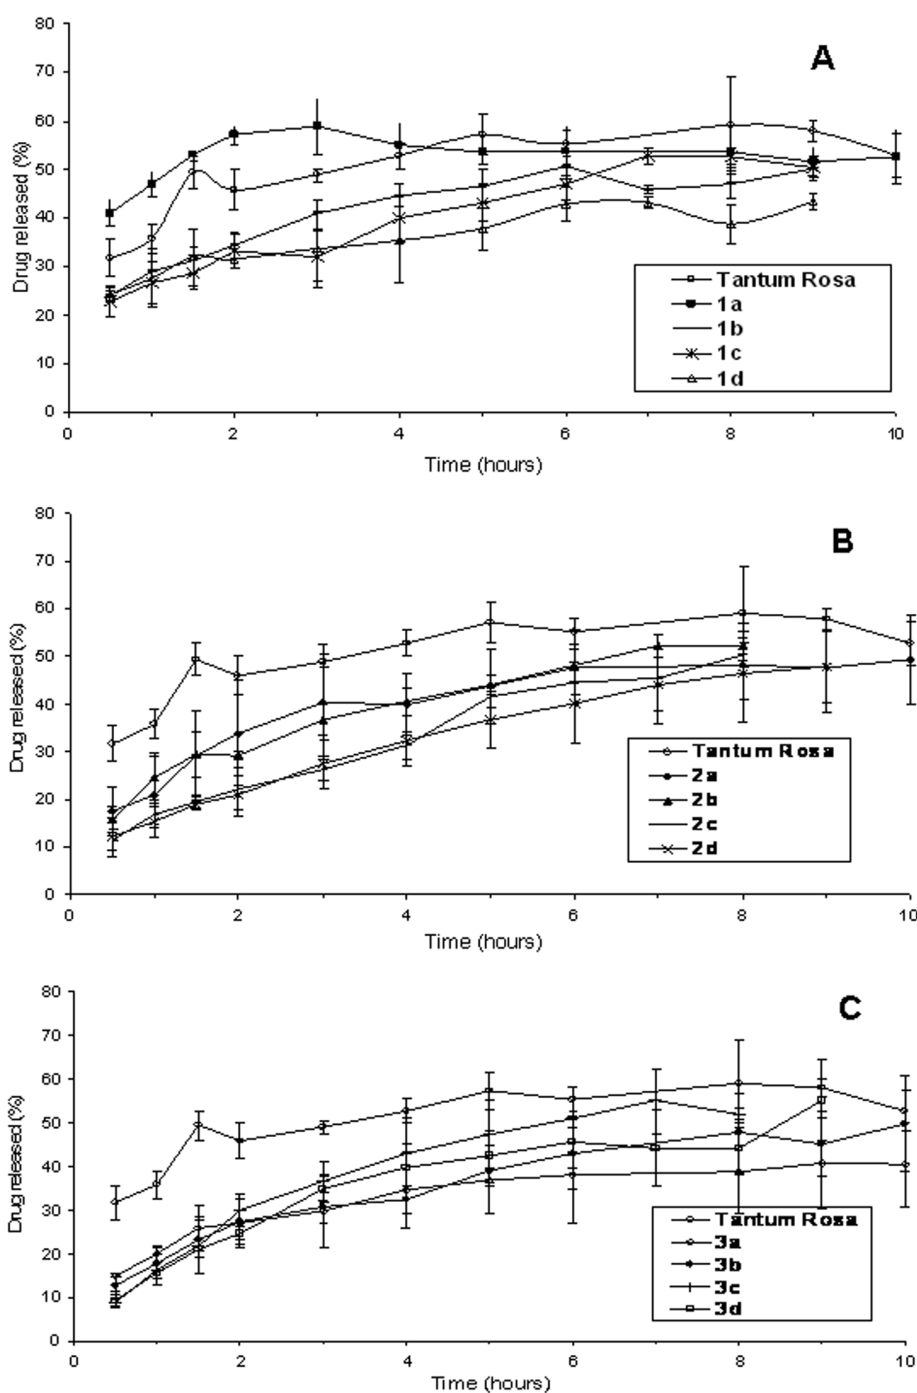 80
A
70
60
50
40
30
20
10
0
Drug released (%)
Tantum Rosa
1a
1b
1c
1d
0 2 4 6 8 10
Time (hours)
80
B
70
60
50
40
30
20
10
0
Drug released (%)
Tantum Rosa
2a
2b
2c
2d
0 2 4 6 8 10
Time (hours)
80
C
70
60
50
40
30
20
10
0
Drug released (%)
Tantum Rosa
3a
3b
3c
3d
0 2 4 6 8 10
Time (hours)